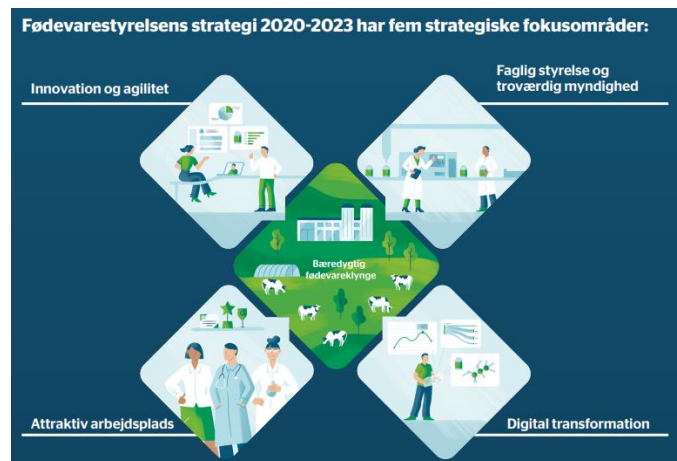 Fødevarestyrelsens strategi 2020-2023 har fem strategiske fokusområder:
Innovation og agilitet
Faglig styrelse og
troværdig myndighed
Bæredygtig
fødevareklynge
Attraktiv arbejdsplads
Digital transformation